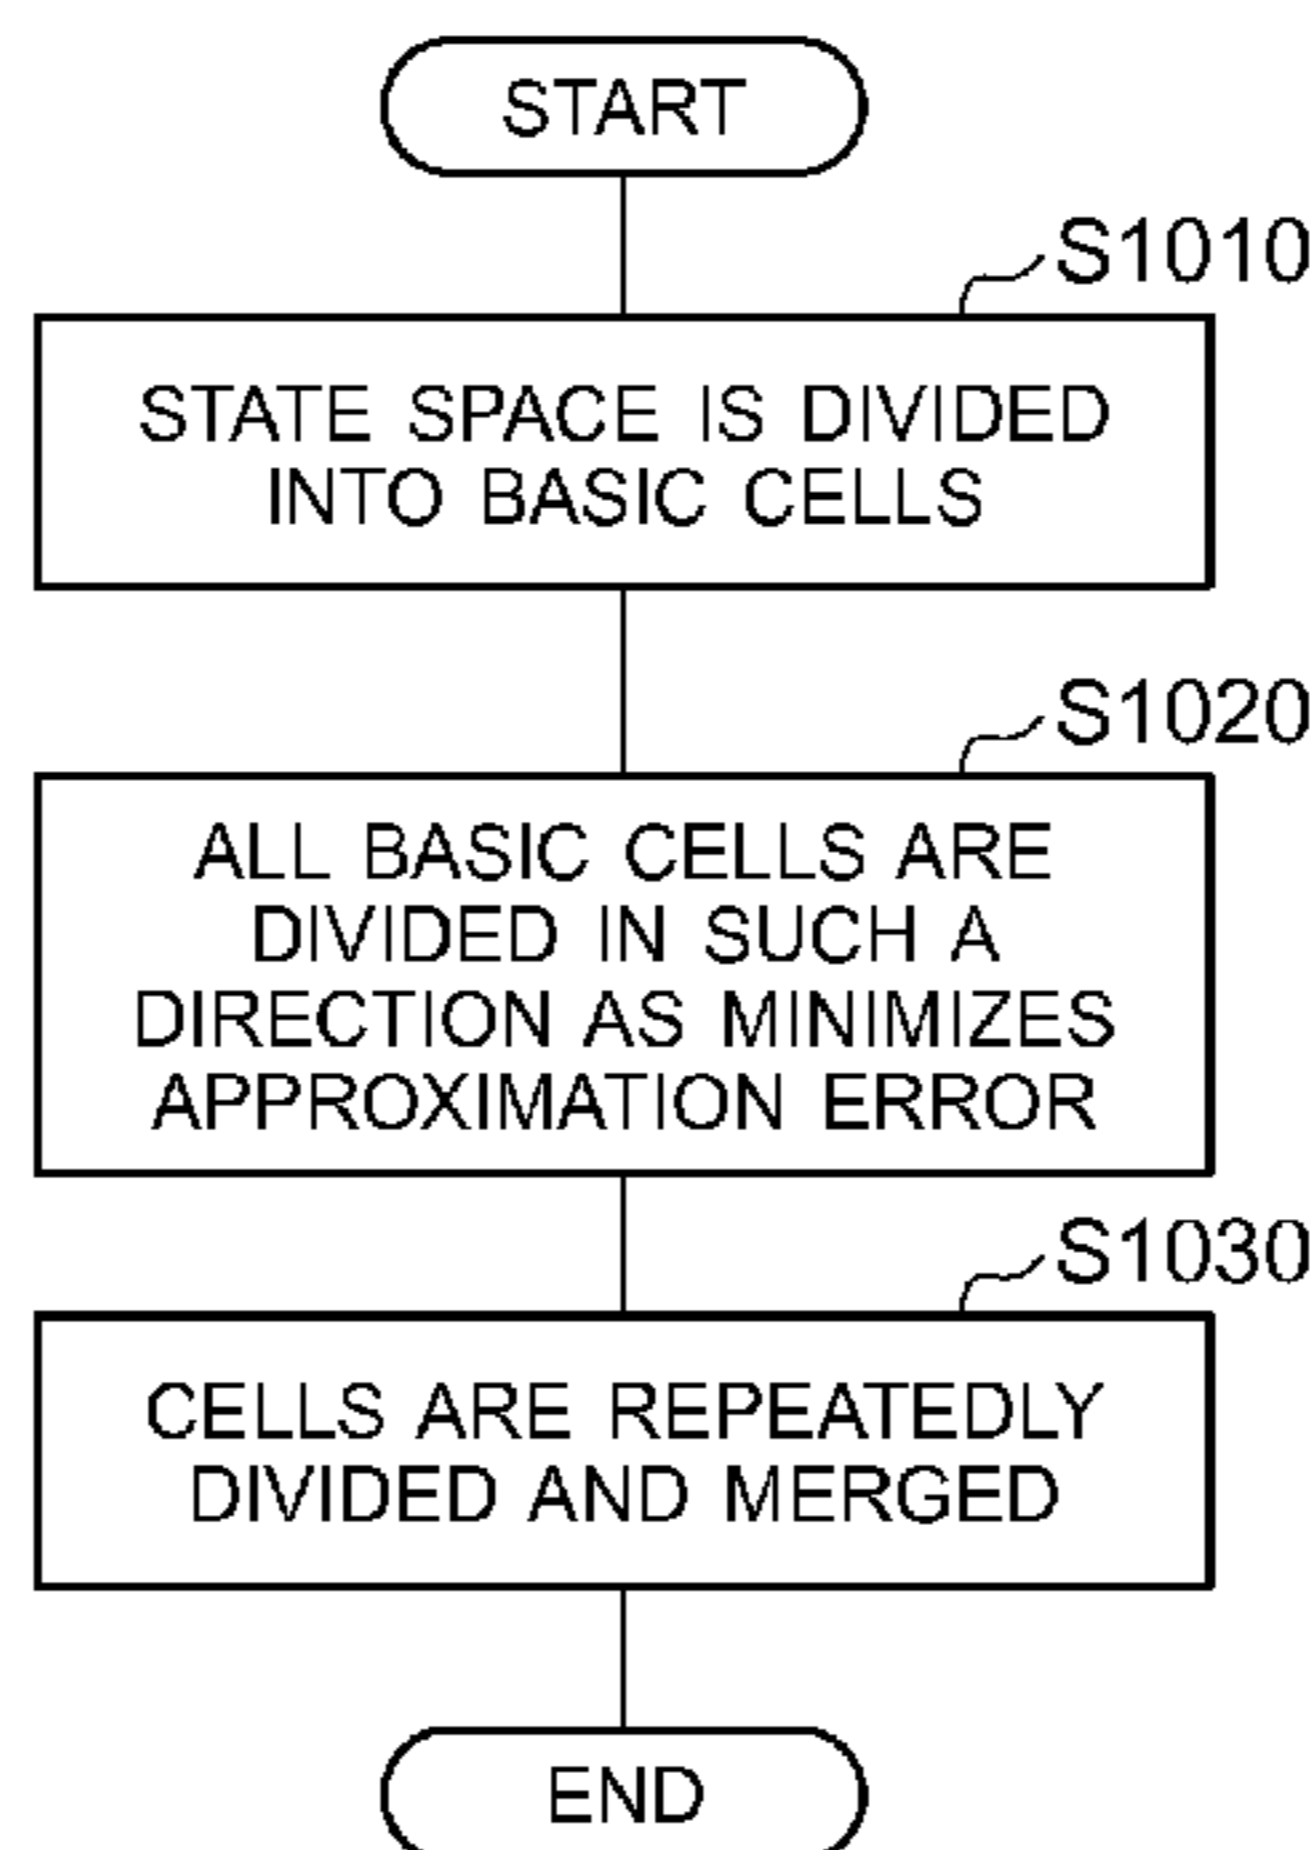 START
S1010
STATE SPACE IS DIVIDED
INTO BASIC CELLS
S1020
ALL BASIC CELLS ARE
DIVIDED IN SUCH A
DIRECTION AS MINIMIZES
APPROXIMATION ERROR
S1030
CELLS ARE REPEATEDLY
DIVIDED AND MERGED
END